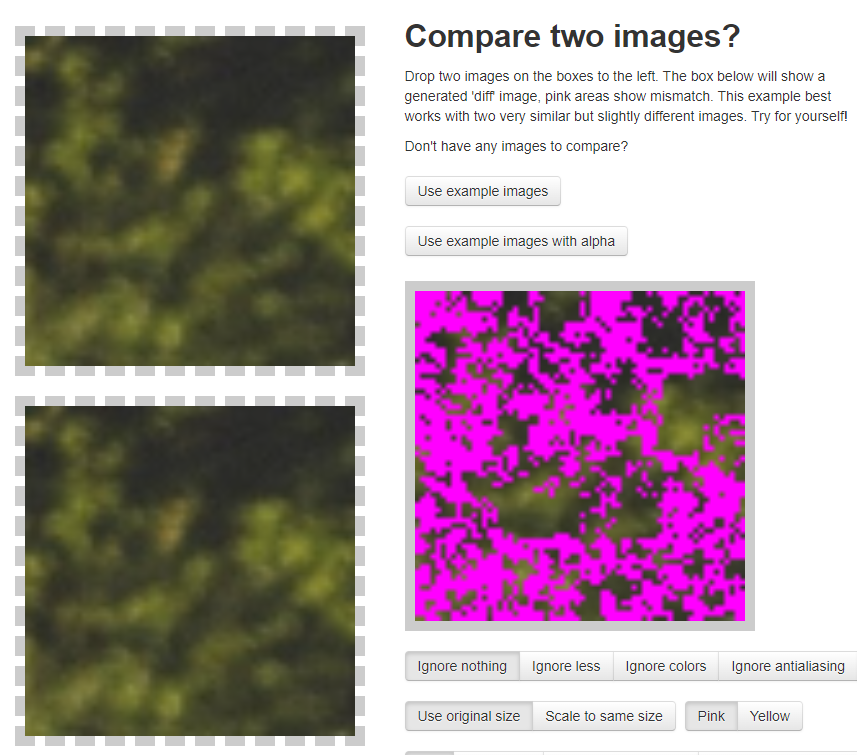 Compare two images?
Drop two images on the boxes to the left. The box below will show a
generated 'diff' image, pink areas show mismatch. This example best
works with two very similar but slightly different images. Try for yourself!
Don't have any images to compare?
Use example images
Use example images with alpha
Ignore nothing Ignore less Ignore colors Ignore antialiasing
Use original size Scale to same size Pink Yellow